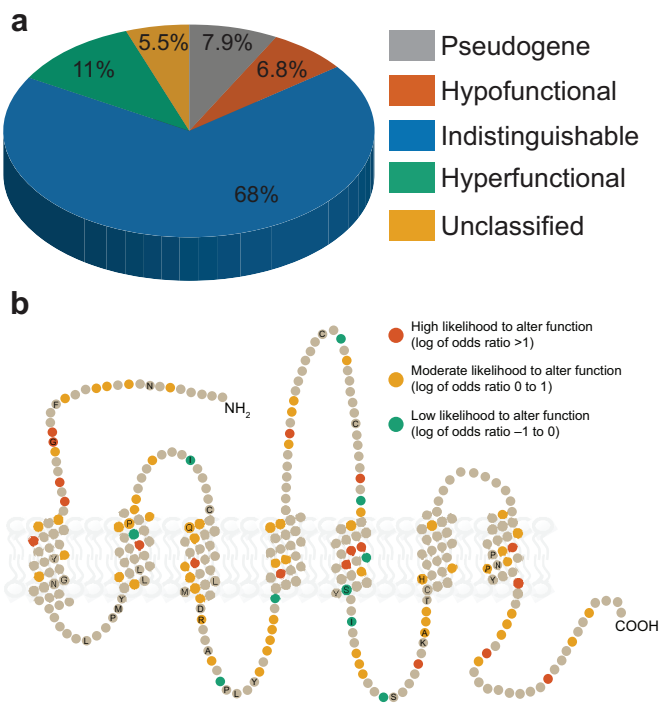 a
5.5%
7.9%
11%
6.8%
68%
Pseudogene
Hypofunctional
Indistinguishable
Hyperfunctional
Unclassified
b
High likelihood to alter function
(log of odds ratio >1)
Moderate likelihood to alter function
(log of odds ratio 0 to 1)
Low likelihood to alter function
(log of odds ratio –1 to 0)
NH2
N
F
G
Y
N G
L
P
M
Y
L L
P
I
C
Q
L
M
D
R
A
P L Y
C
C
Y S
I
S
K
A
T
C
H
P
N
P
Y
COOH